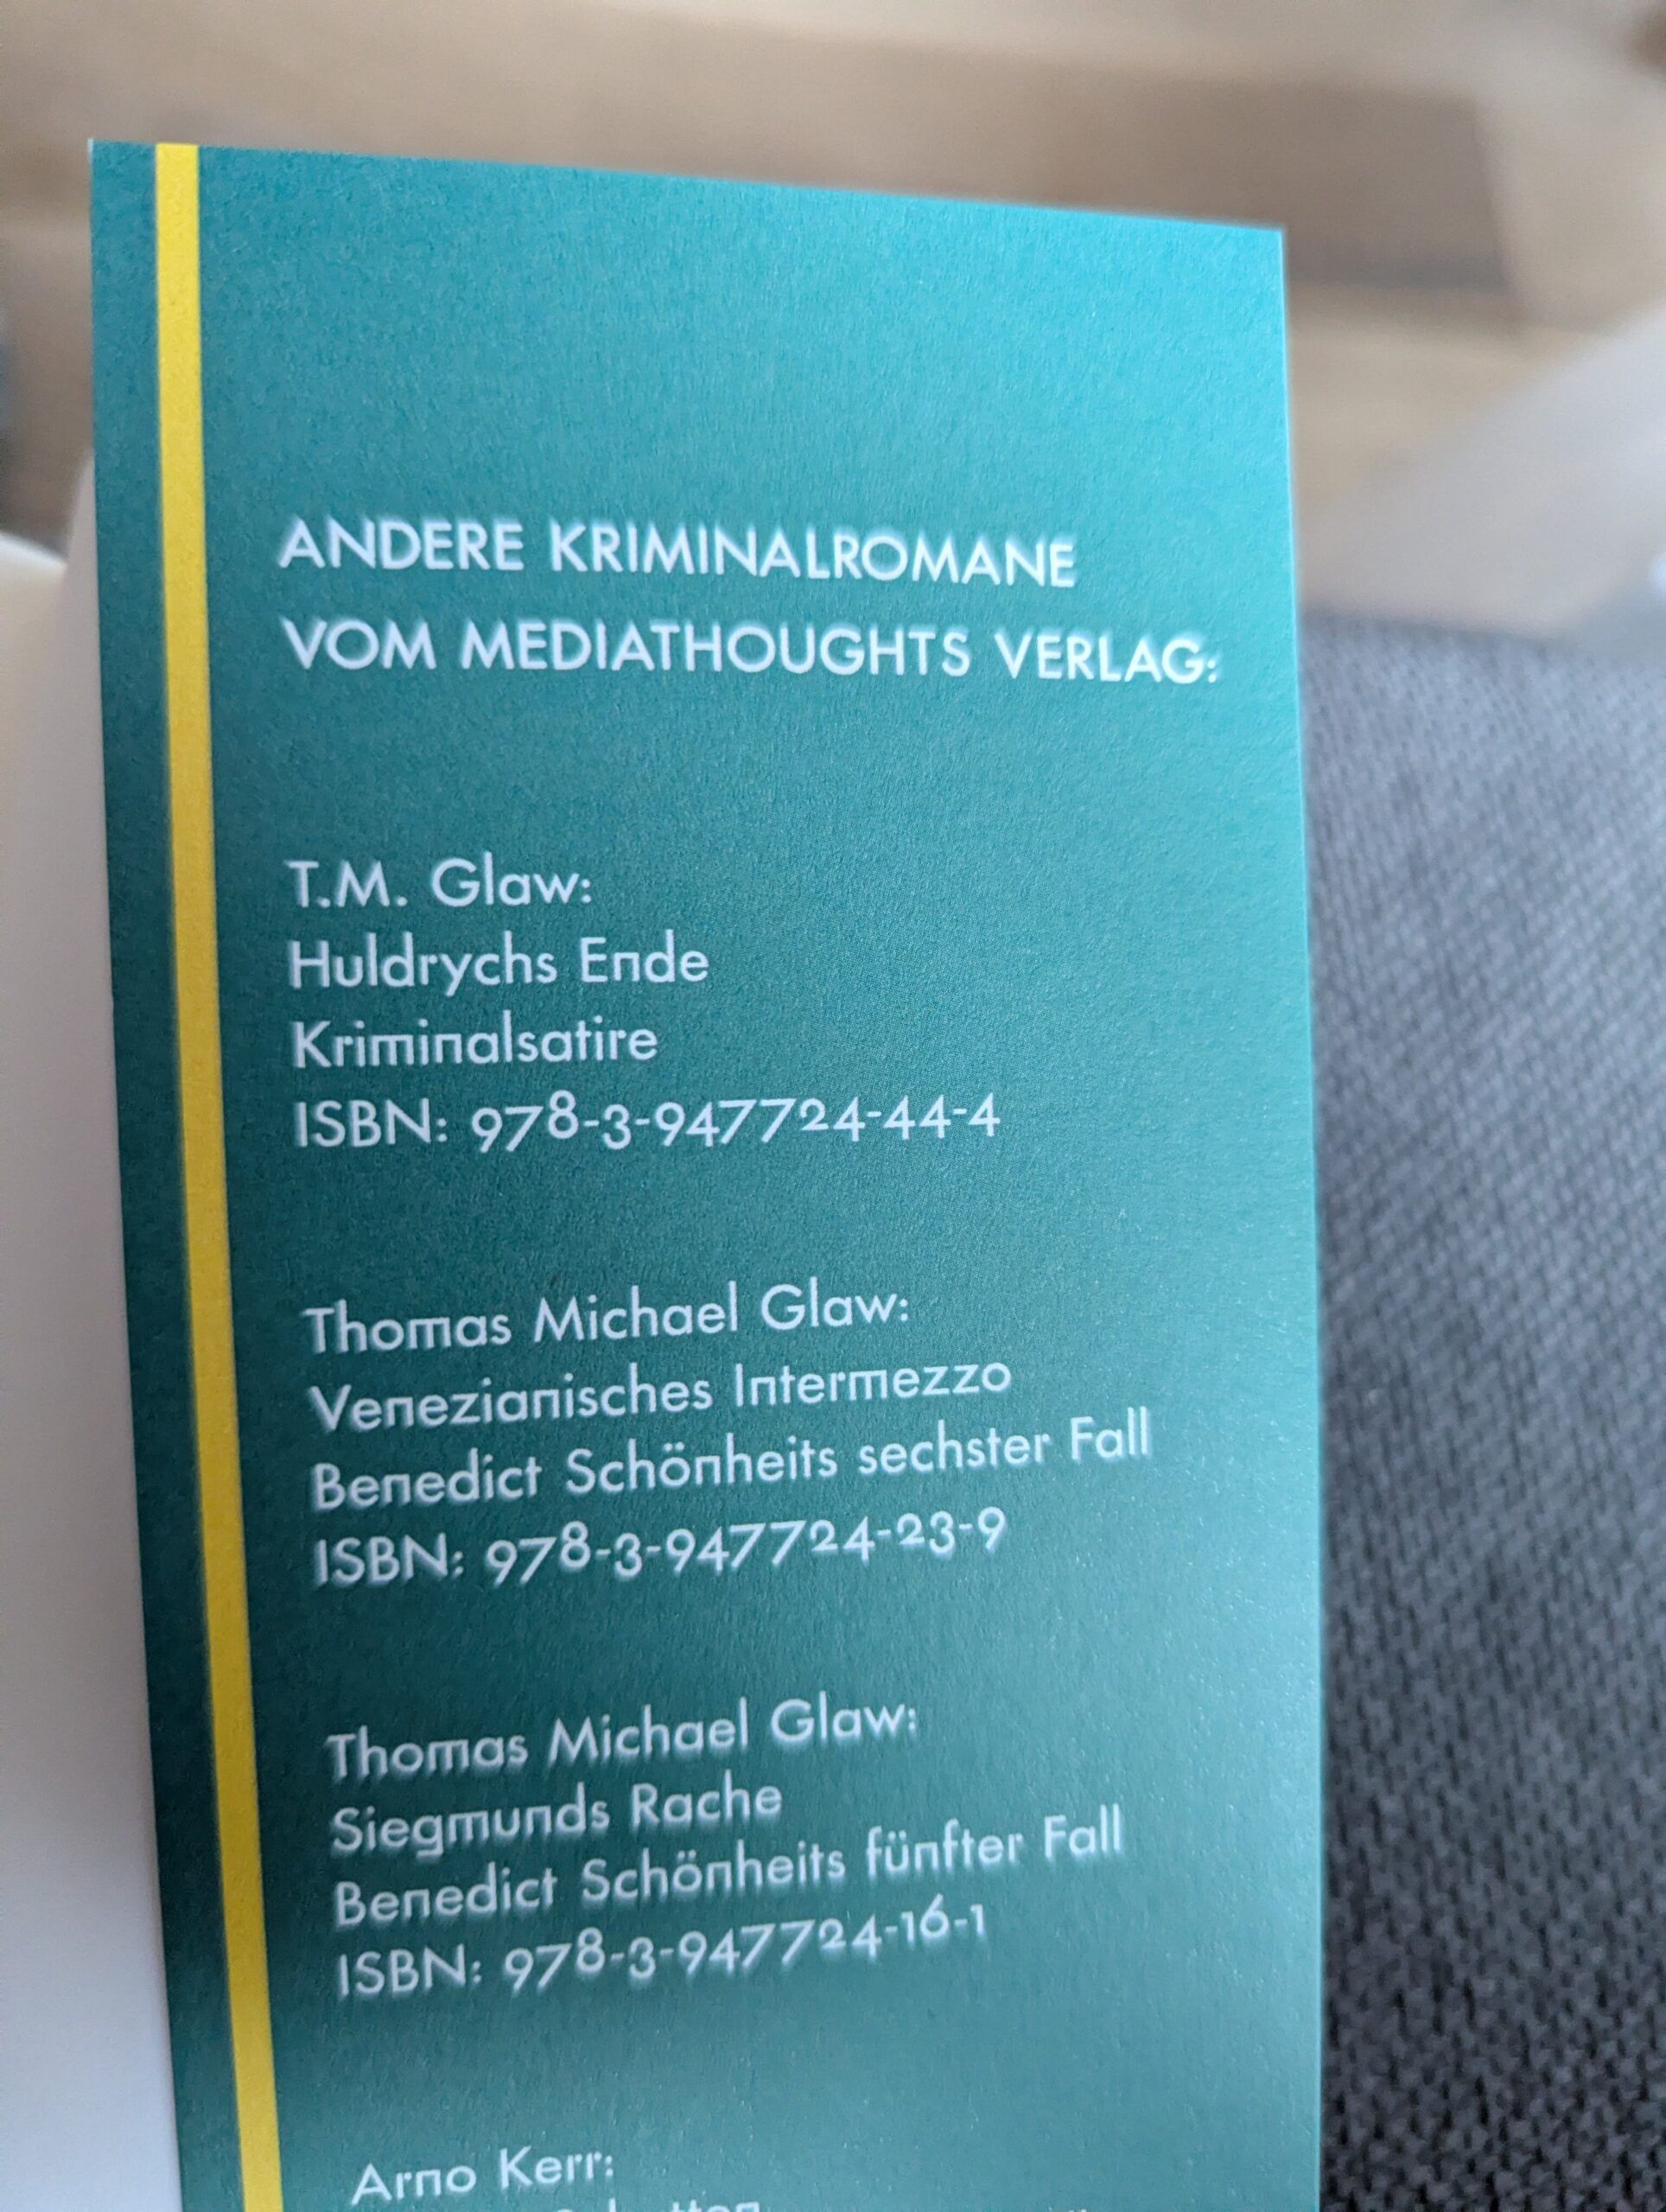 ANDERE KRIMINALROMANE
VOM MEDIATHOUGHTS VERLAG:
T.M. Glaw:
Huldrychs Ende
Kriminalsatire
ISBN: 978-3-947724-44-4
Thomas Michael Glaw:
Venezianisches Intermezzo
Benedict Schönheits sechster Fall
ISBN: 978-3-947724-23-9
Thomas Michael Glaw:
Siegmunds Rache
Benedict Schönheits fünfter Fall
ISBN: 978-3-947724-16-1
Arno Kerr: